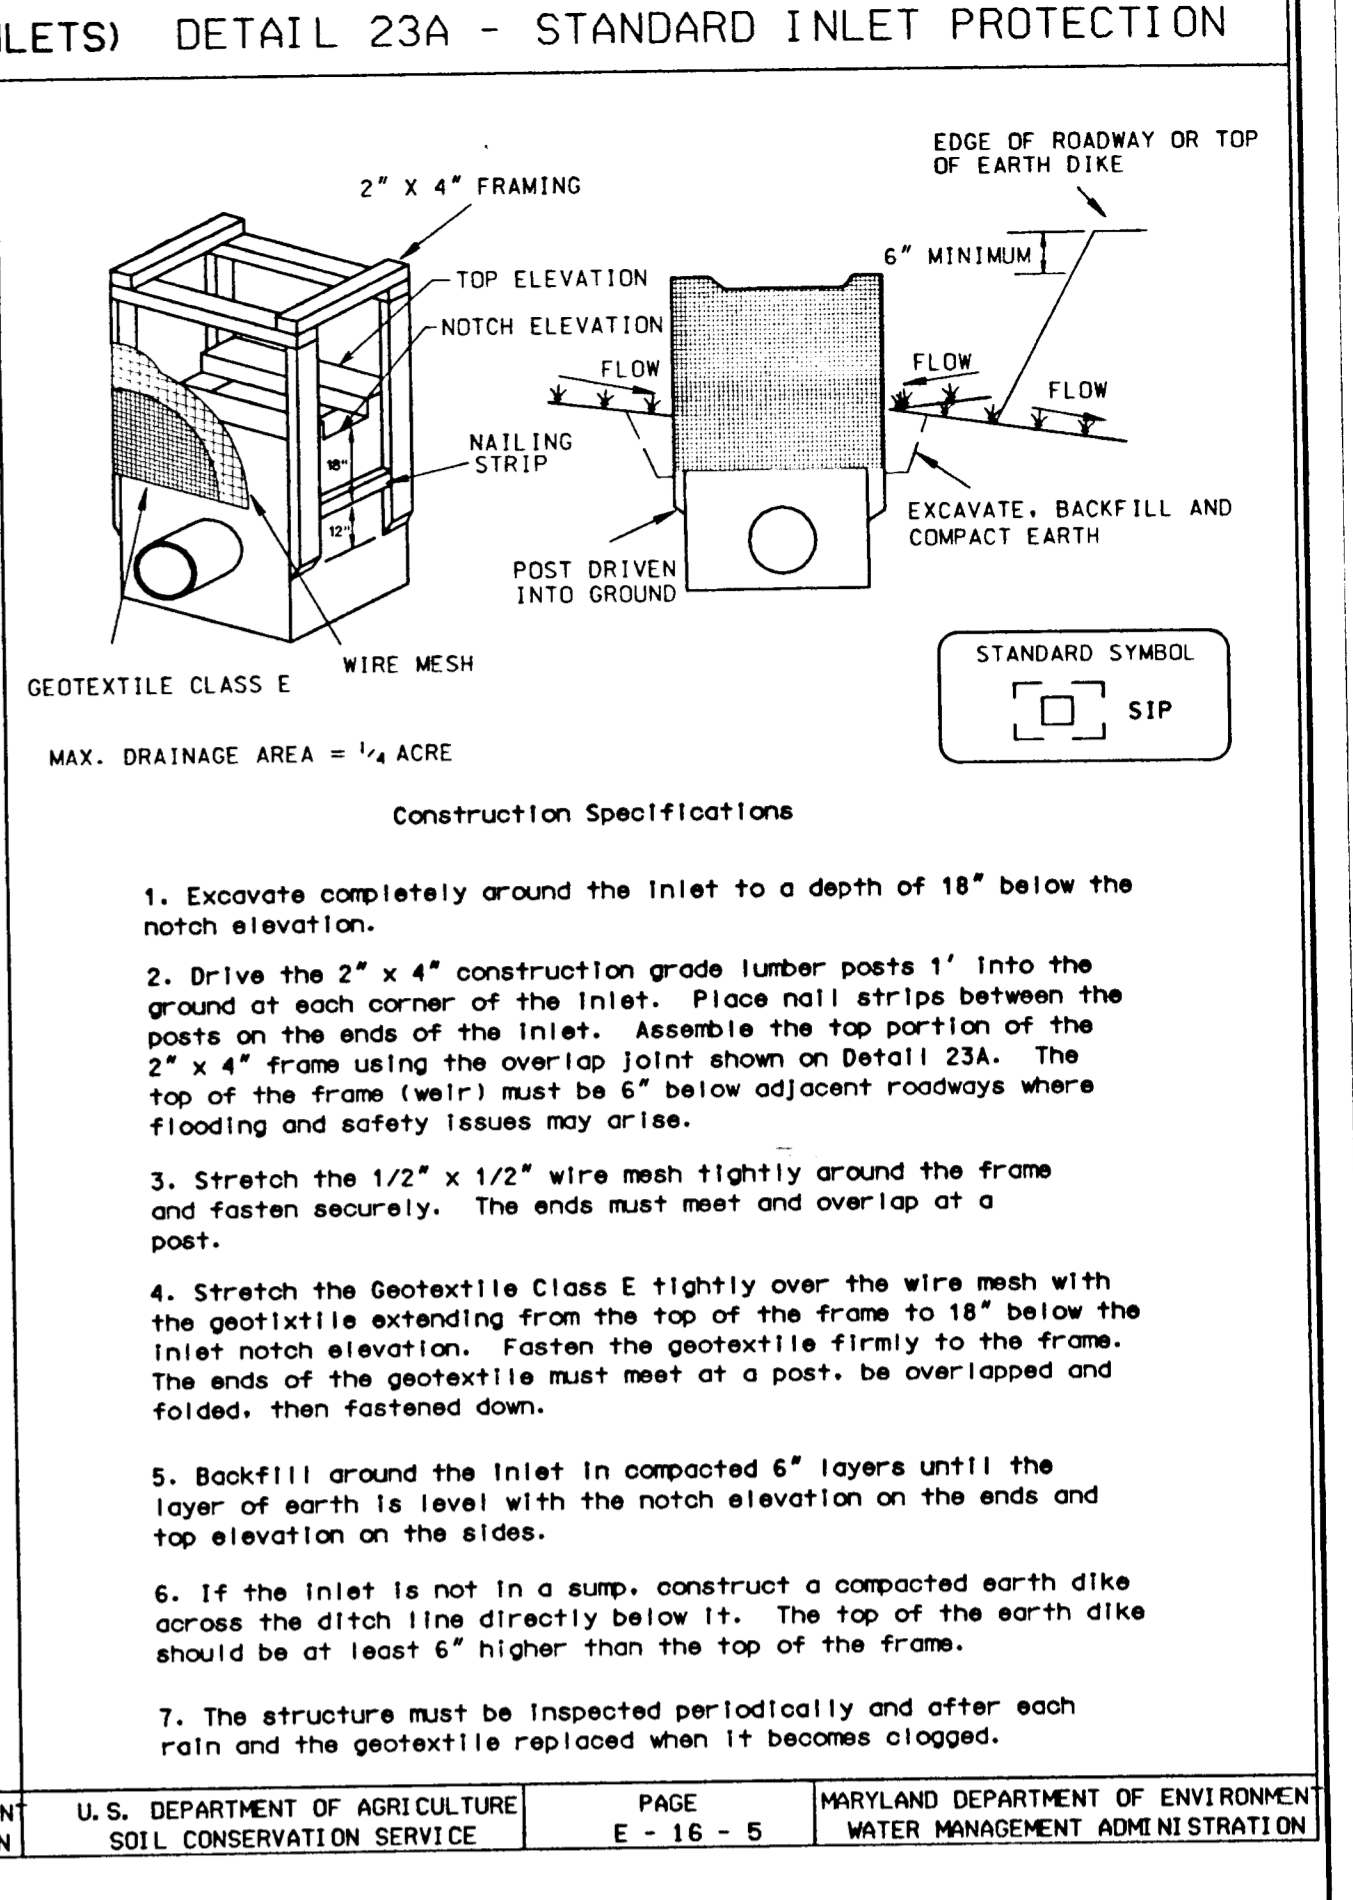 LETS) DETAIL 23A - STANDARD INLET PROTECTION
EDGE OF ROADWAY OR TOP
OF EARTH DIKE
2" X 4" FRAMING
6" MINIMUM
TOP ELEVATION
NOTCH ELEVATION
FLOW
FLOW
FLOW
NAILING
STRIP
18"
12"
EXCAVATE, BACKFILL AND
COMPACT EARTH
POST DRIVEN
INTO GROUND
WIRE MESH
GEOTEXTILE CLASS E
STANDARD SYMBOL
SIP
MAX. DRAINAGE AREA = 1/4 ACRE
Construction Specifications
1. Excavate completely around the inlet to a depth of 18" below the
notch elevation.
2. Drive the 2" x 4" construction grade lumber posts 1' into the
ground at each corner of the inlet. Place nail strips between the
posts on the ends of the inlet. Assemble the top portion of the
2" x 4" frame using the overlap joint shown on Detail 23A. The
top of the frame (weir) must be 6" below adjacent roadways where
flooding and safety issues may arise.
3. Stretch the 1/2" x 1/2" wire mesh tightly around the frame
and fasten securely. The ends must meet and overlap at a
post.
4. Stretch the Geotextile Class E tightly over the wire mesh with
the geotixtile extending from the top of the frame to 18" below the
inlet notch elevation. Fasten the geotextile firmly to the frame.
The ends of the geotextile must meet at a post, be overlapped and
folded, then fastened down.
5. Backfill around the inlet in compacted 6" layers until the
layer of earth is level with the notch elevation on the ends and
top elevation on the sides.
6. If the inlet is not in a sump, construct a compacted earth dike
across the ditch line directly below it. The top of the earth dike
should be at least 6" higher than the top of the frame.
7. The structure must be inspected periodically and after each
rain and the geotextile replaced when it becomes clogged.
NT
N
U.S. DEPARTMENT OF AGRICULTURE
SOIL CONSERVATION SERVICE
PAGE
E - 16 - 5
MARYLAND DEPARTMENT OF ENVIRONMENT
WATER MANAGEMENT ADMINISTRATION